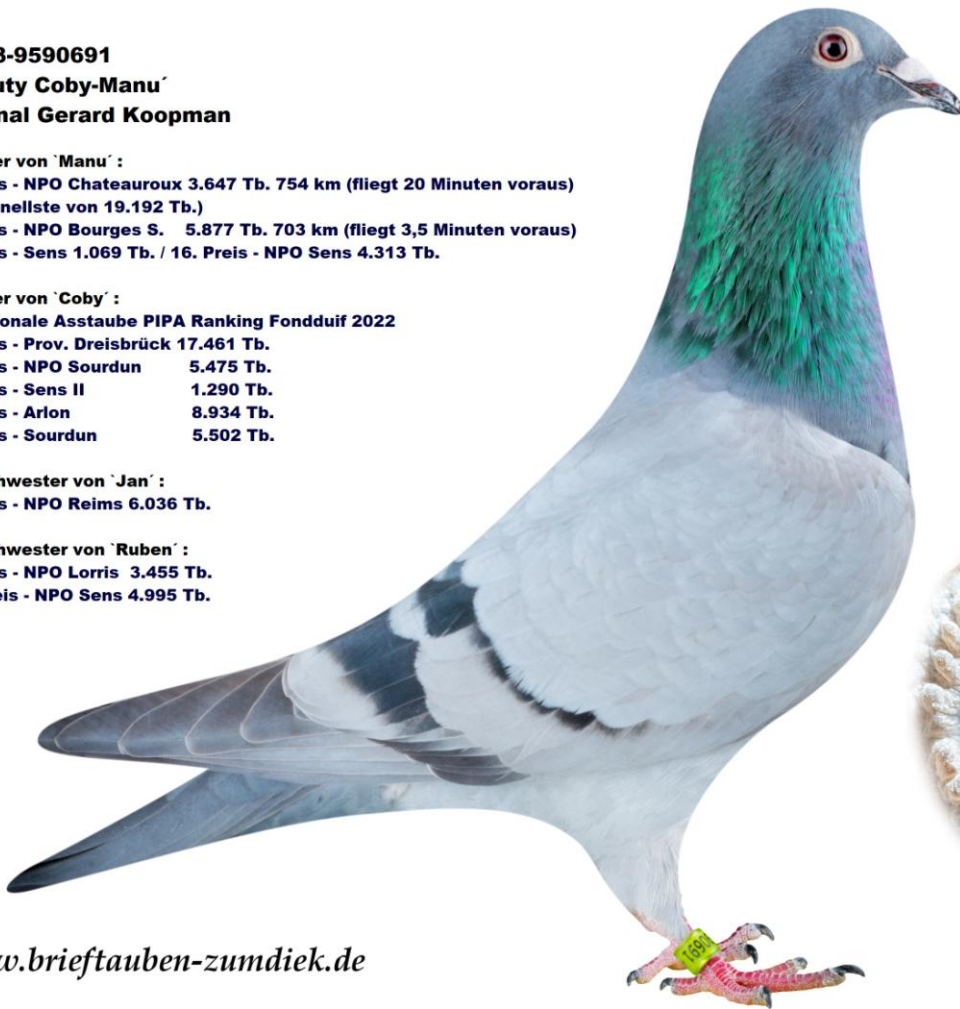 3-9590691
uty Coby-Manu´
nal Gerard Koopman
er von `Manu´ :
s - NPO Chateauroux 3.647 Tb. 754 km (fliegt 20 Minuten voraus)
nellste von 19.192 Tb.)
s - NPO Bourges S. 5.877 Tb. 703 km (fliegt 3,5 Minuten voraus)
s - Sens 1.069 Tb. / 16. Preis - NPO Sens 4.313 Tb.
er von `Coby´ :
onale Asstaube PIPA Ranking Fondduif 2022
s - Prov. Dreisbrück 17.461 Tb.
s - NPO Sourdun 5.475 Tb.
s - Sens II 1.290 Tb.
s - Arlon 8.934 Tb.
s - Sourdun 5.502 Tb.
hwester von `Jan´ :
s - NPO Reims 6.036 Tb.
hwester von `Ruben´ :
s - NPO Lorris 3.455 Tb.
eis - NPO Sens 4.995 Tb.
w.brieftauben-zumdiek.de